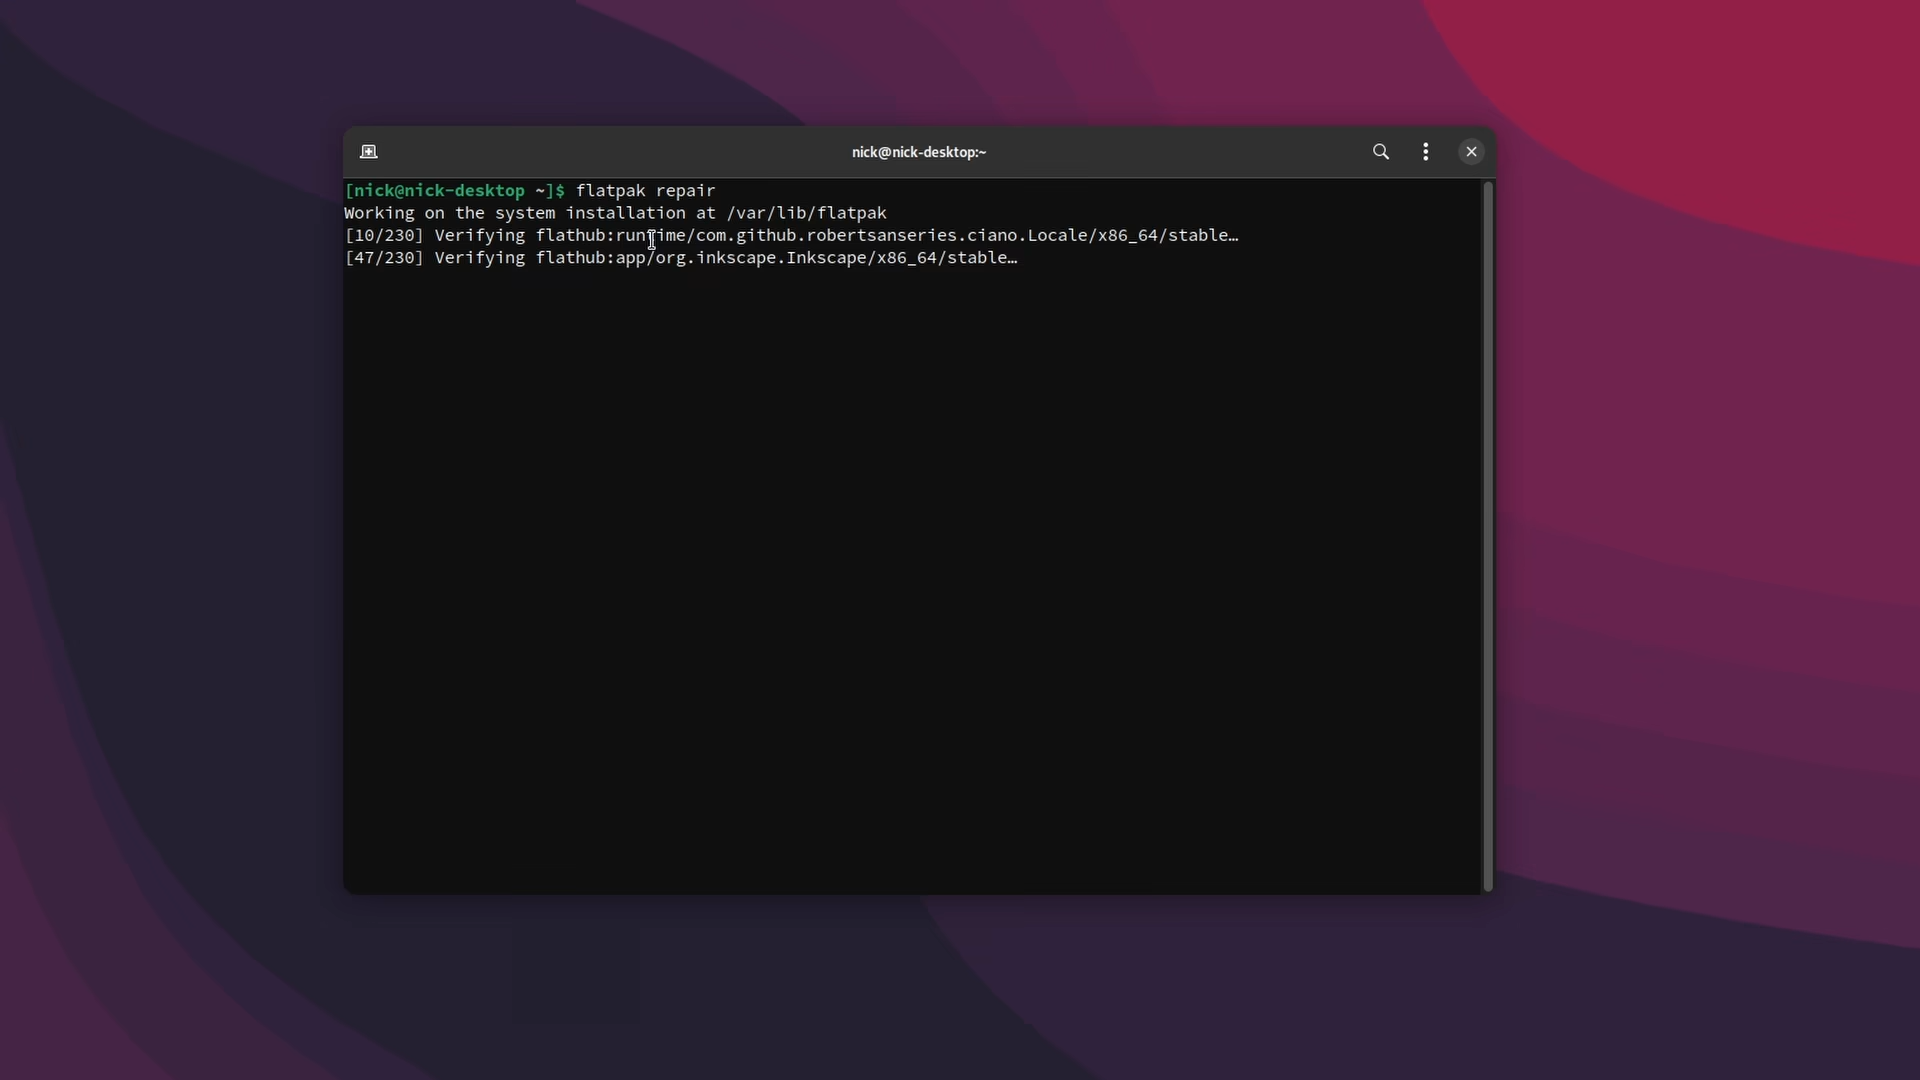 nick@nick-desktop:~
[nick@nick-desktop ~]$ flatpak repair
Working on the system installation at /var/lib/flatpak
[10/230] Verifying flathub:runtime/com.github.robertsanseries.ciano.Locale/x86_64/stable…
[47/230] Verifying flathub:app/org.inkscape.Inkscape/x86_64/stable…